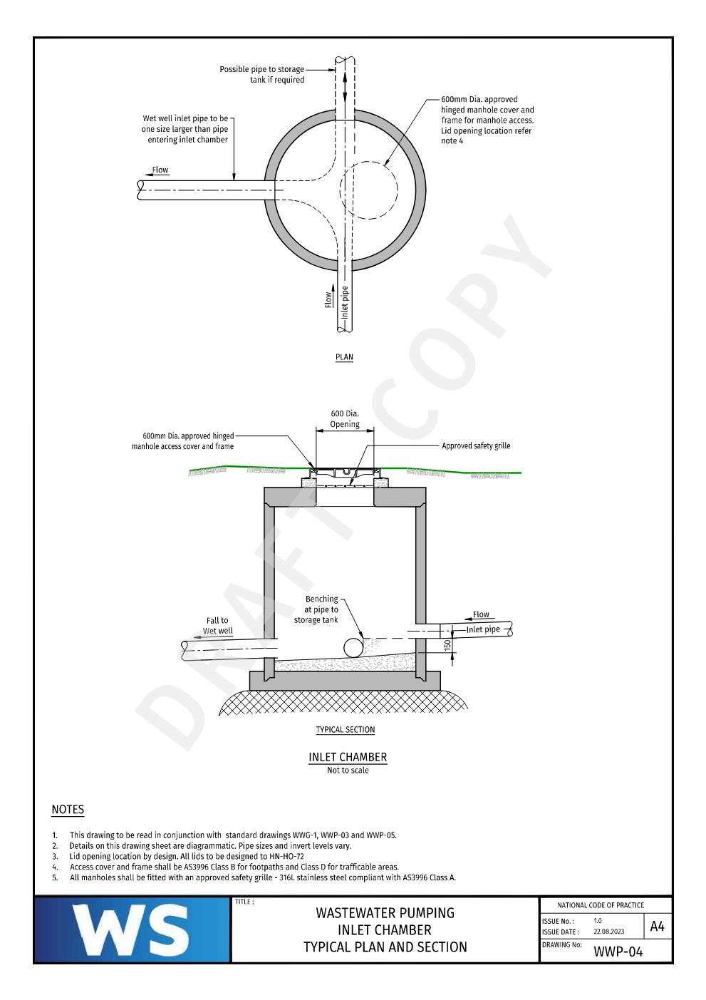 Possible pipe to storage
tank if required
600mm Dia. approved
hinged manhole cover and
frame for manhole access.
Lid opening location refer
note 4
Wet well inlet pipe to be
one size larger than pipe
entering inlet chamber
Flow
Flow
Inlet pipe
PLAN
600 Dia.
Opening
600mm Dia. approved hinged
manhole access cover and frame
Approved safety grille
Benching
at pipe to
storage tank
Fall to
Wet well
Flow
Inlet pipe
150
TYPICAL SECTION
INLET CHAMBER
Not to scale
DRAFT COPY
NOTES
1. This drawing to be read in conjunction with standard drawings WWG-1, WWP-03 and WWP-05.
2. Details on this drawing sheet are diagrammatic. Pipe sizes and invert levels vary.
3. Lid opening location by design. All lids to be designed to HN-HO-72
4. Access cover and frame shall be AS3996 Class B for footpaths and Class D for trafficable areas.
5. All manholes shall be fitted with an approved safety grille - 316L stainless steel compliant with AS3996 Class A.
WS
TITLE :
WASTEWATER PUMPING
INLET CHAMBER
TYPICAL PLAN AND SECTION
NATIONAL CODE OF PRACTICE
ISSUE No. : 1.0
ISSUE DATE : 22.08.2023
A4
DRAWING No: WWP-04